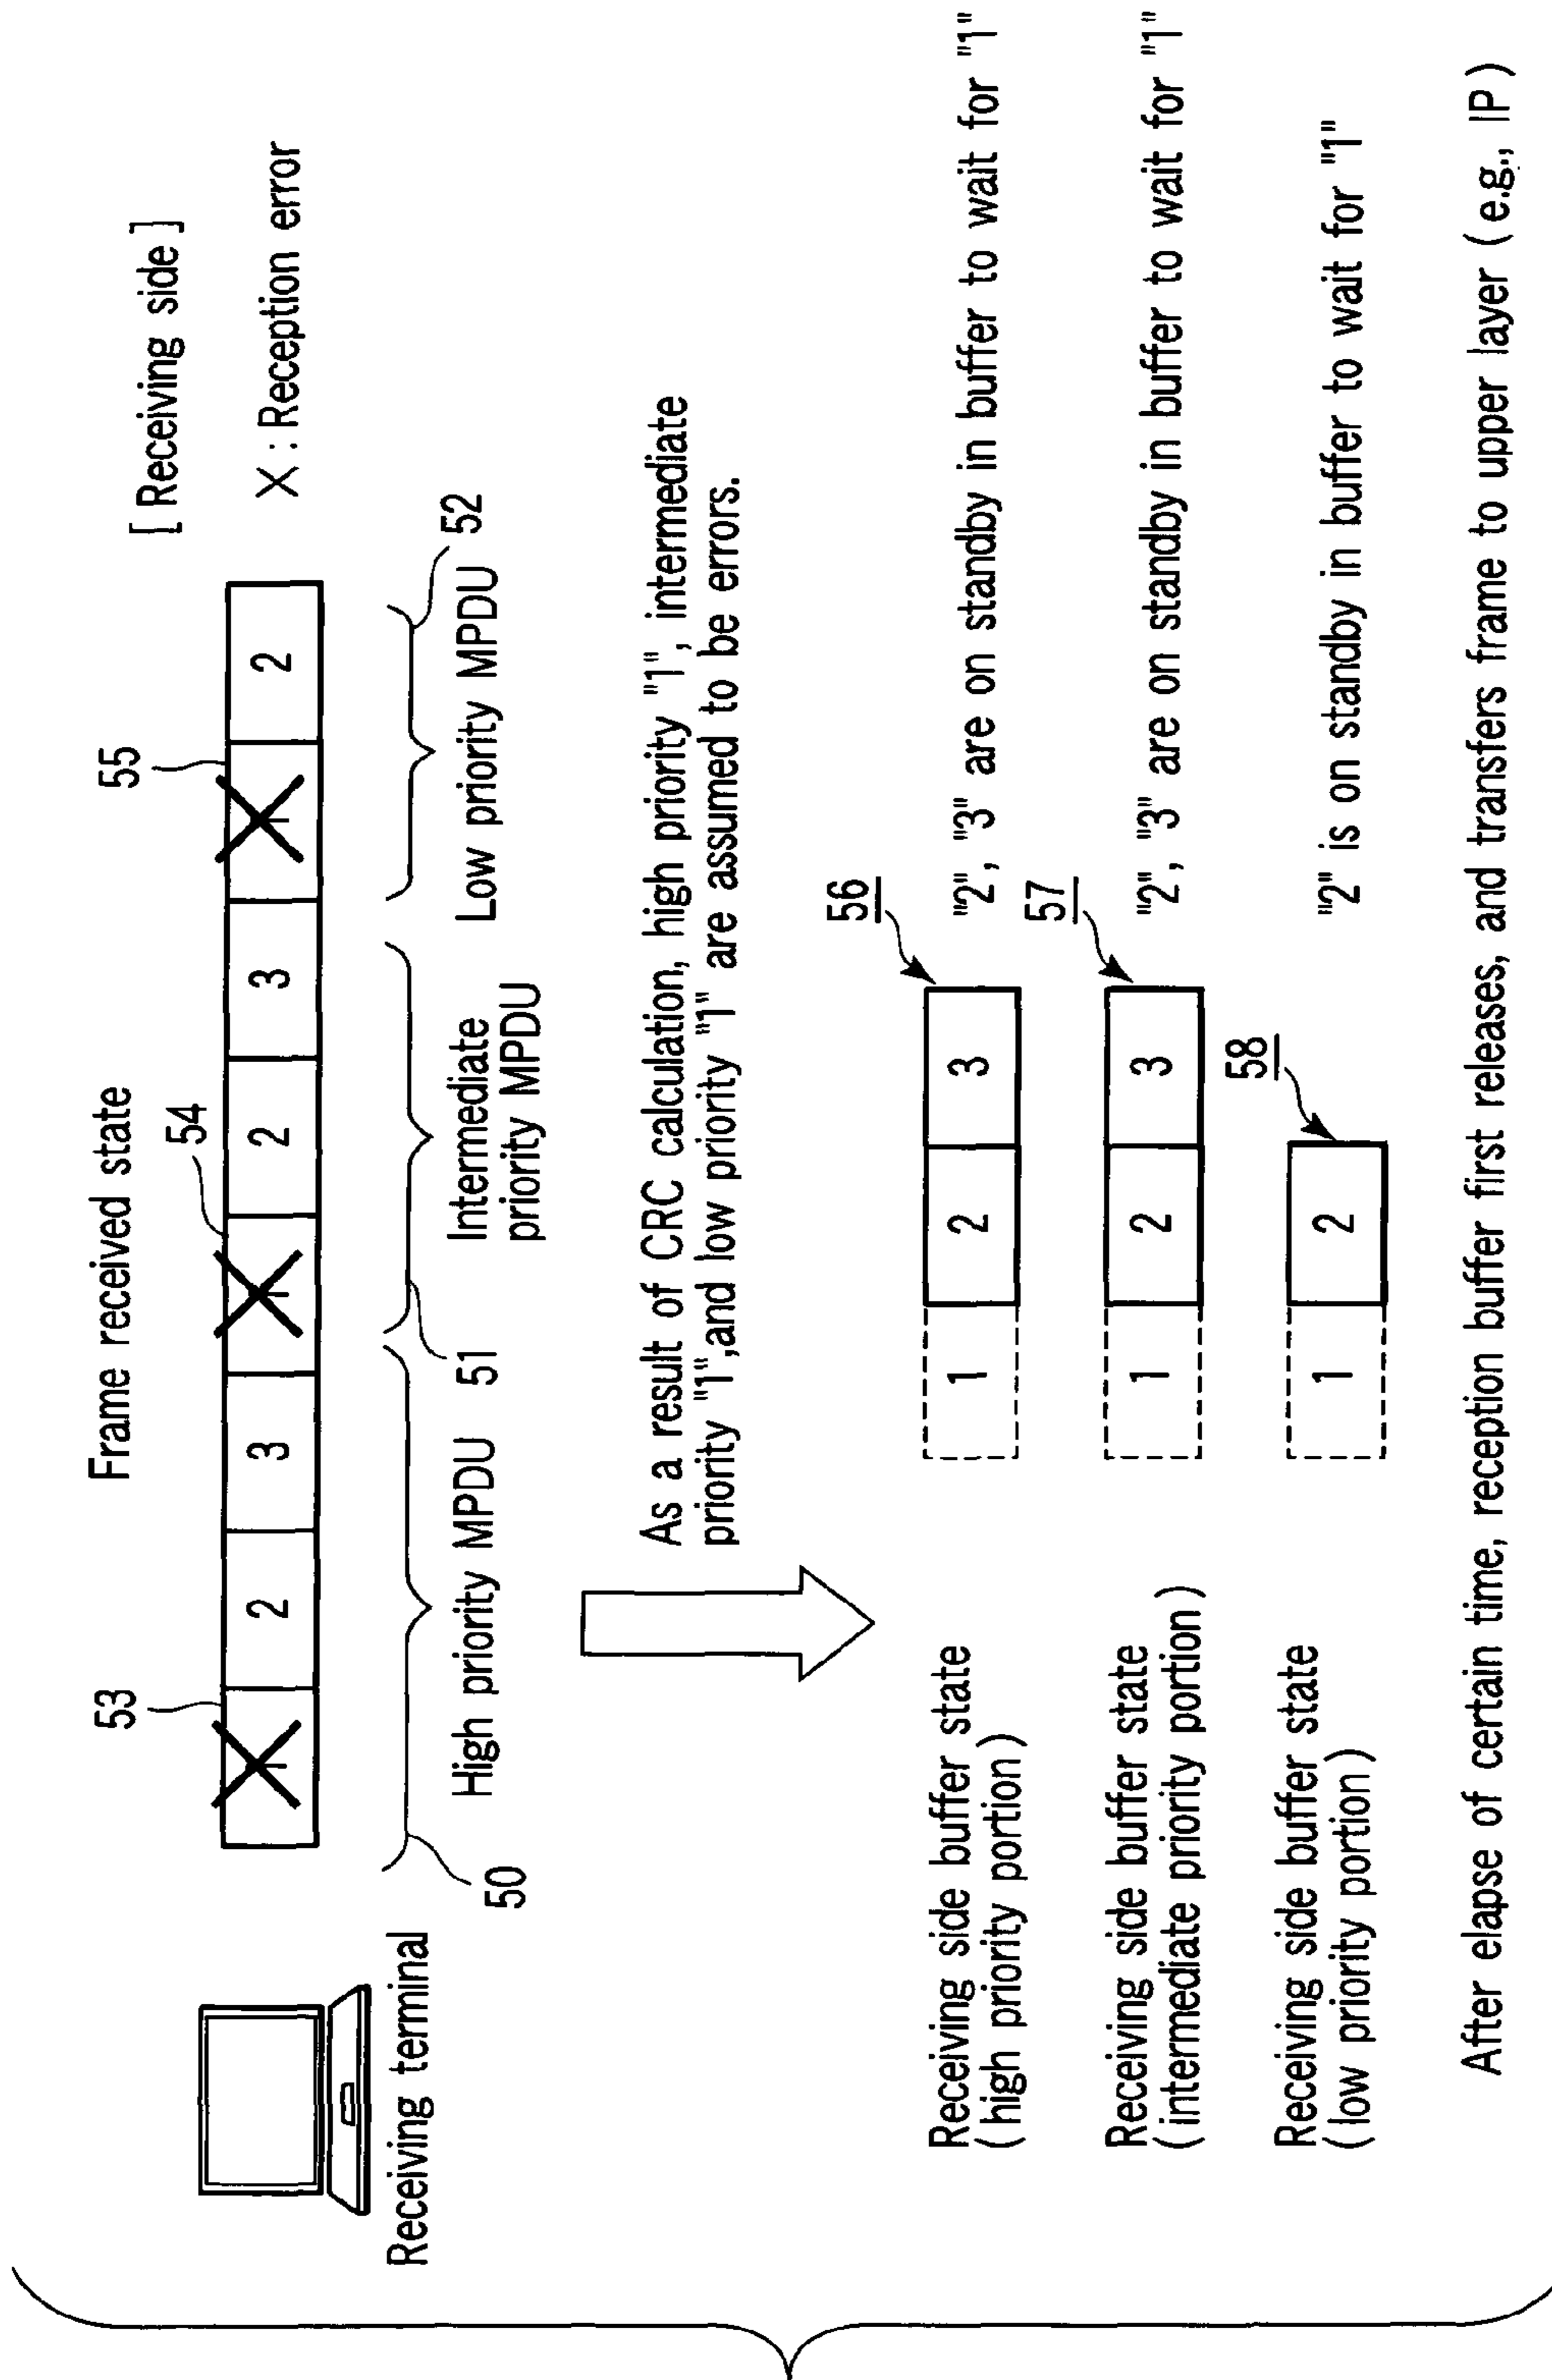 [ Receiving side ]
Frame received state
X : Reception error
53
54
55
2
3
2
3
2
50
High priority MPDU
51
Intermediate
priority MPDU
Low priority MPDU
52
Receiving terminal
As a result of CRC calculation, high priority "1", intermediate
priority "1",and low priority "1" are assumed to be errors.
Receiving side buffer state
(high priority portion)
1
2
3
56
"2", "3" are on standby in buffer to wait for "1"
Receiving side buffer state
(intermediate priority portion)
1
2
3
57
"2", "3" are on standby in buffer to wait for "1"
Receiving side buffer state
(low priority portion)
1
2
58
"2" is on standby in buffer to wait for "1"
After elapse of certain time, reception buffer first releases, and transfers frame to upper layer (e.g., IP)